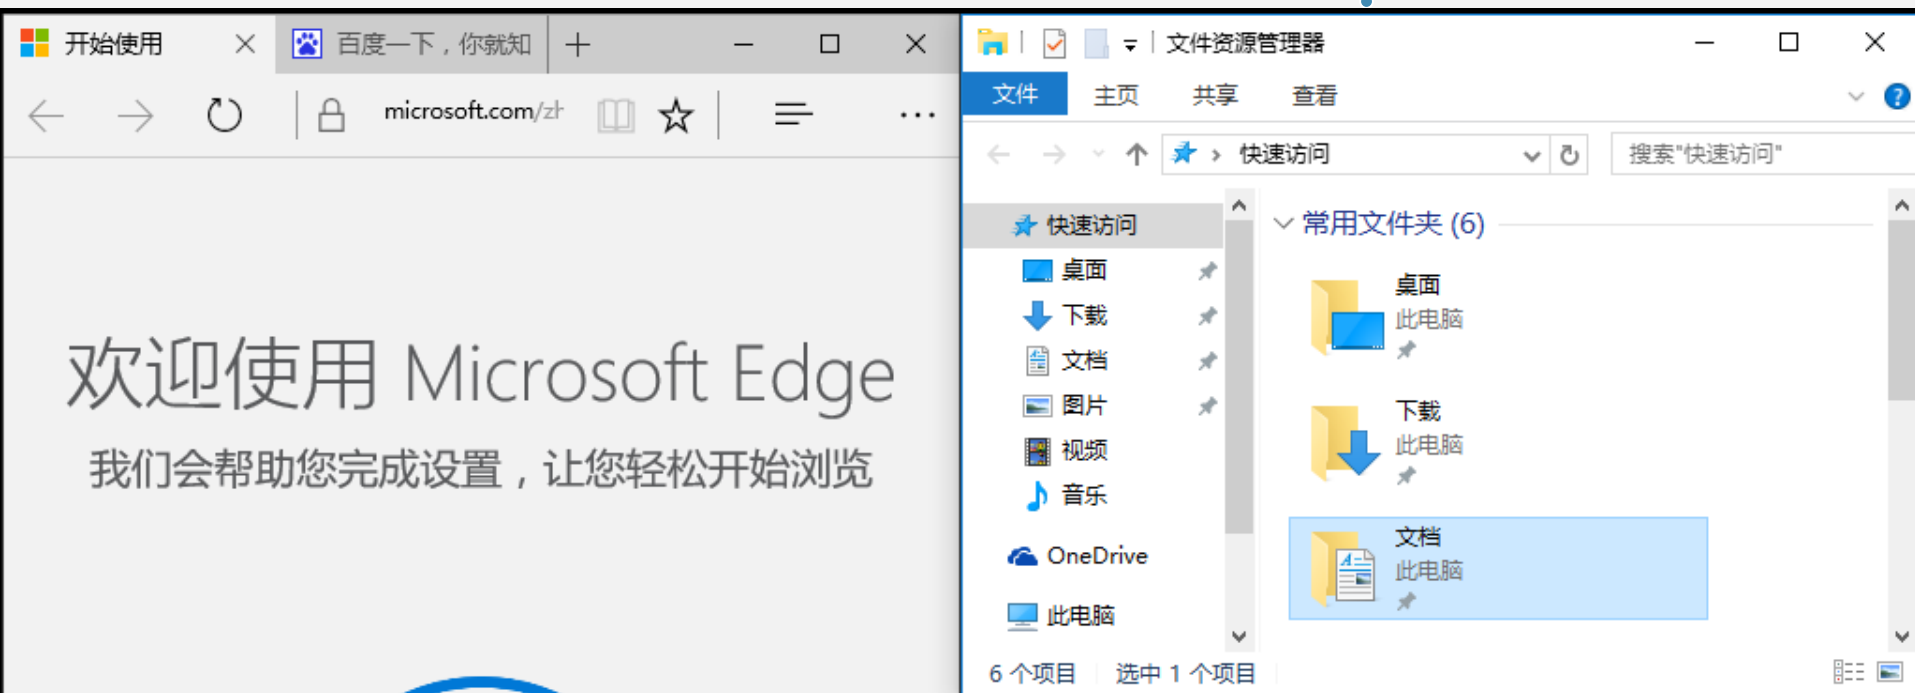 开始使用
百度一下，你就知
microsoft.com/zh
欢迎使用 Microsoft Edge
我们会帮助您完成设置，让您轻松开始浏览
文件资源管理器
文件 主页 共享 查看
快速访问
搜索"快速访问"
快速访问
桌面
下载
文档
图片
视频
音乐
OneDrive
此电脑
常用文件夹 (6)
桌面
此电脑
下载
此电脑
文档
此电脑
6 个项目 选中 1 个项目